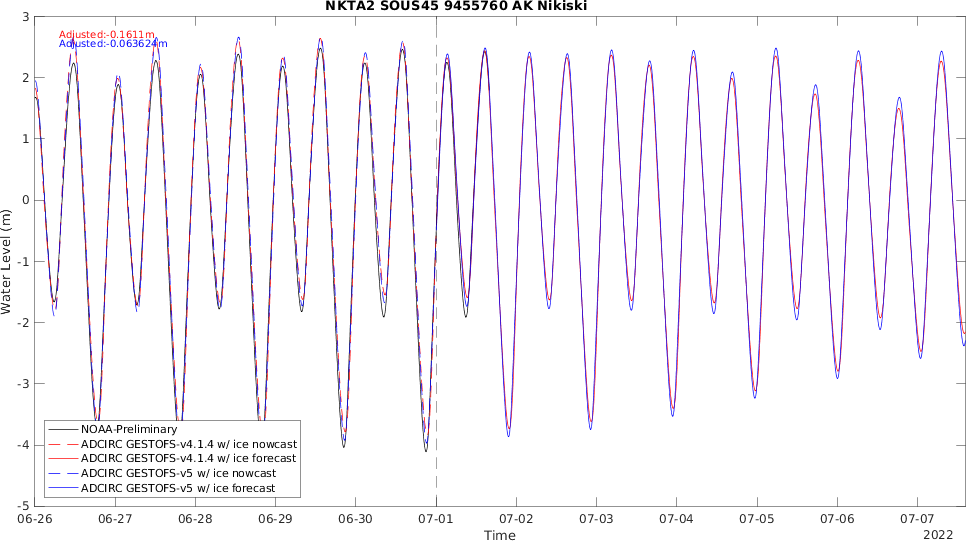 NKTA2 SOUS45 9455760 AK Nikiski
Adjusted:-0.1611m
Adjusted:-0.063624m
3
2
1
0
-1
-2
-3
-4
-5
Water Level (m)
NOAA-Preliminary
ADCIRC GESTOFS-v4.1.4 w/ ice nowcast
ADCIRC GESTOFS-v4.1.4 w/ ice forecast
ADCIRC GESTOFS-v5 w/ ice nowcast
ADCIRC GESTOFS-v5 w/ ice forecast
06-26 06-27 06-28 06-29 06-30 07-01 07-02 07-03 07-04 07-05 07-06 07-07
Time
2022